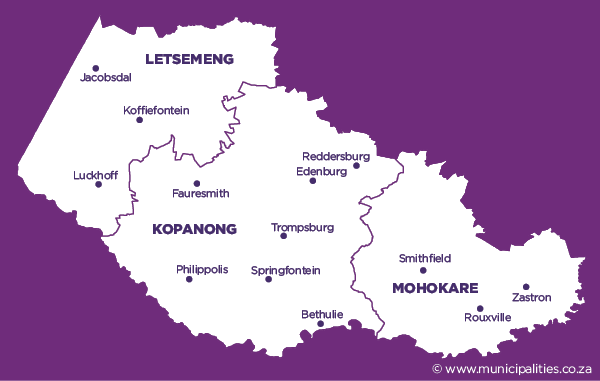 LETSEMENG
Jacobsdal
Koffiefontein
Luckhoff
Reddersburg
Edenburg
Fauresmith
KOPANONG
Trompsburg
Philippolis
Springfontein
Bethulie
Smithfield
MOHOKARE
Zastron
Rouxville
© www.municipalities.co.za